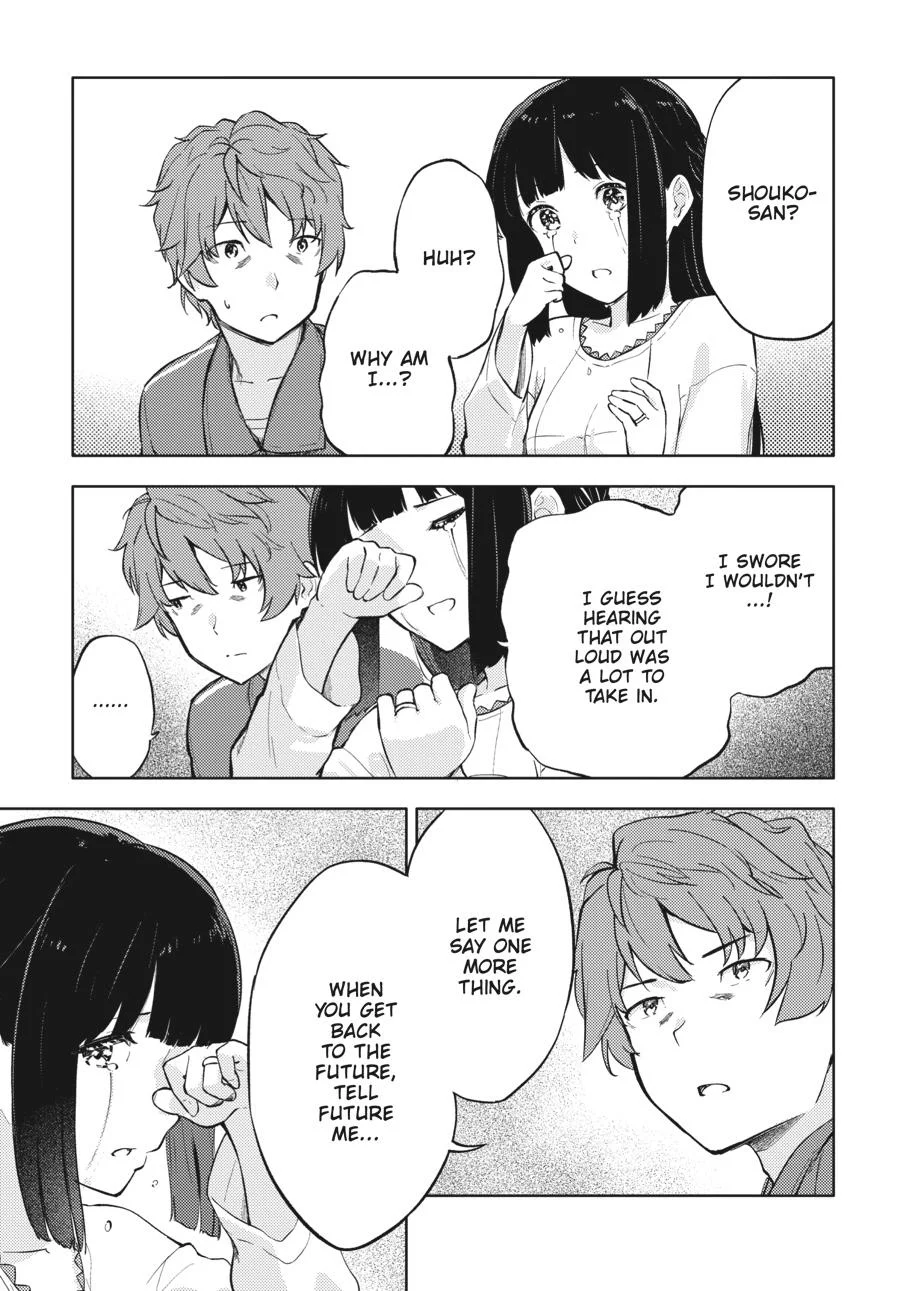 SHOUKO-
SAN?
HUH?
WHY AM
I...?
I SWORE
I WOULDN'T
...!
I GUESS
HEARING
THAT OUT
LOUD WAS
A LOT TO
TAKE IN.
......
LET ME
SAY ONE
MORE
THING.
WHEN
YOU GET
BACK
TO THE
FUTURE,
TELL
FUTURE
ME...